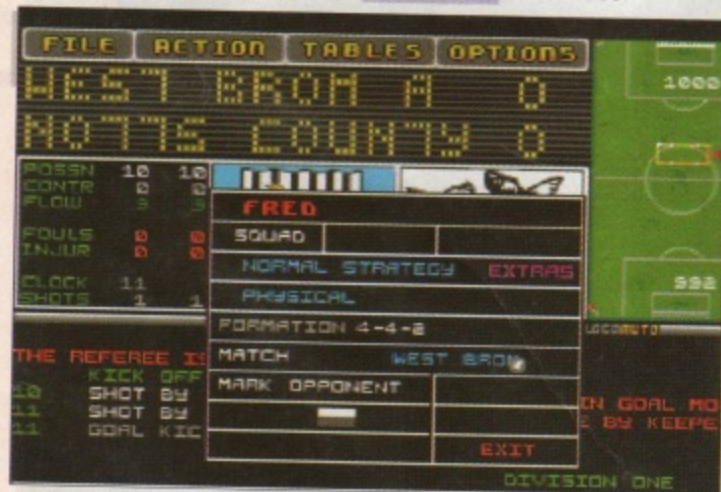 FILE ACTION TABLES OPTIONS
WEST BROM A 0
NOTTS COUNTY 0
1000
POSSN 10 10
CONTR 0 0
FLOW 3 3
FOULS 0 0
INJUR 0 0
CLOCK 11
SHOTS 1 1
FRED
SQUAD
NORMAL STRATEGY EXTRAS
PHYSICAL
FORMATION 4-4-2
MATCH WEST BROM
MARK OPPONENT
EXIT
992
THE REFEREE IS
KICK OFF
10 SHOT BY
11 SHOT BY
11 GOAL KIC
IN GOAL MO
E BY KEEPE
DIVISION ONE